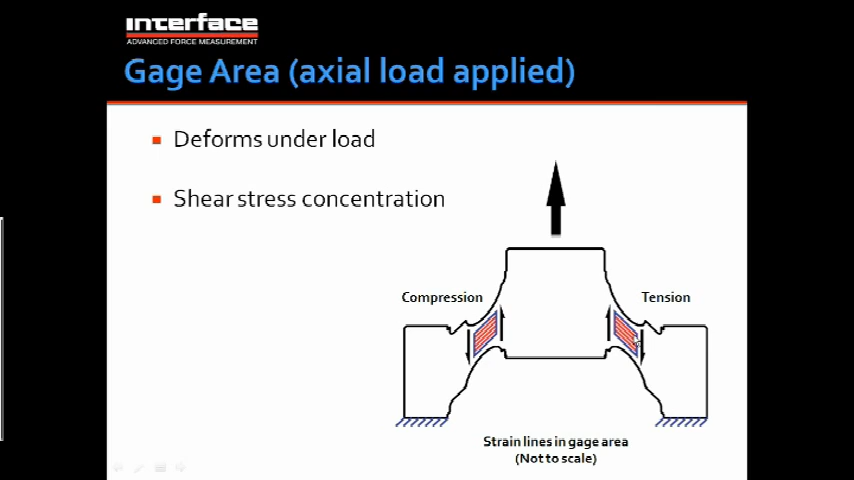 interface
ADVANCED FORCE MEASUREMENT
Gage Area (axial load applied)
Deforms under load
Shear stress concentration
Compression
Tension
Strain lines in gage area
(Not to scale)